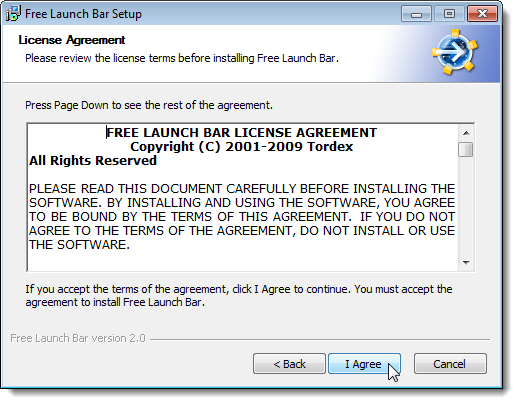 Free Launch Bar Setup
License Agreement
Please review the license terms before installing Free Launch Bar.
Press Page Down to see the rest of the agreement.
FREE LAUNCH BAR LICENSE AGREEMENT
Copyright (C) 2001-2009 Tordex
All Rights Reserved
PLEASE READ THIS DOCUMENT CAREFULLY BEFORE INSTALLING THE
SOFTWARE. BY INSTALLING AND USING THE SOFTWARE, YOU AGREE
TO BE BOUND BY THE TERMS OF THIS AGREEMENT.  IF YOU DO NOT
AGREE TO THE TERMS OF THE AGREEMENT, DO NOT INSTALL OR USE
THE SOFTWARE.
If you accept the terms of the agreement, click I Agree to continue. You must accept the
agreement to install Free Launch Bar.
Free Launch Bar version 2.0
< Back I Agree Cancel